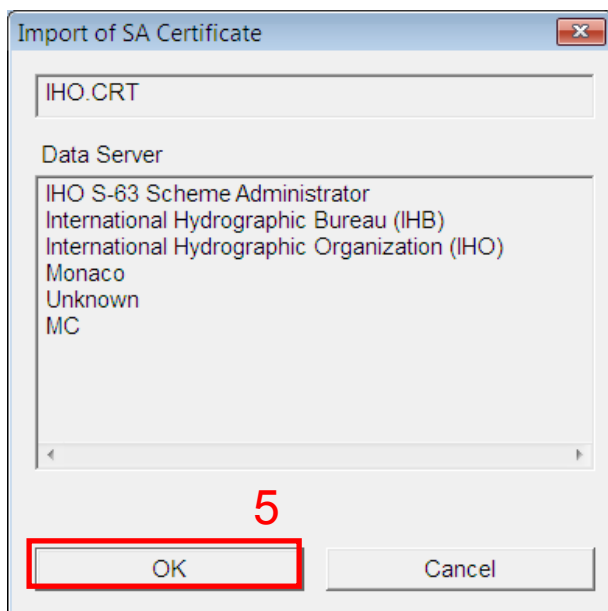 Import of SA Certificate
IHO.CRT
Data Server
IHO S-63 Scheme Administrator
International Hydrographic Bureau (IHB)
International Hydrographic Organization (IHO)
Monaco
Unknown
MC
5
OK Cancel